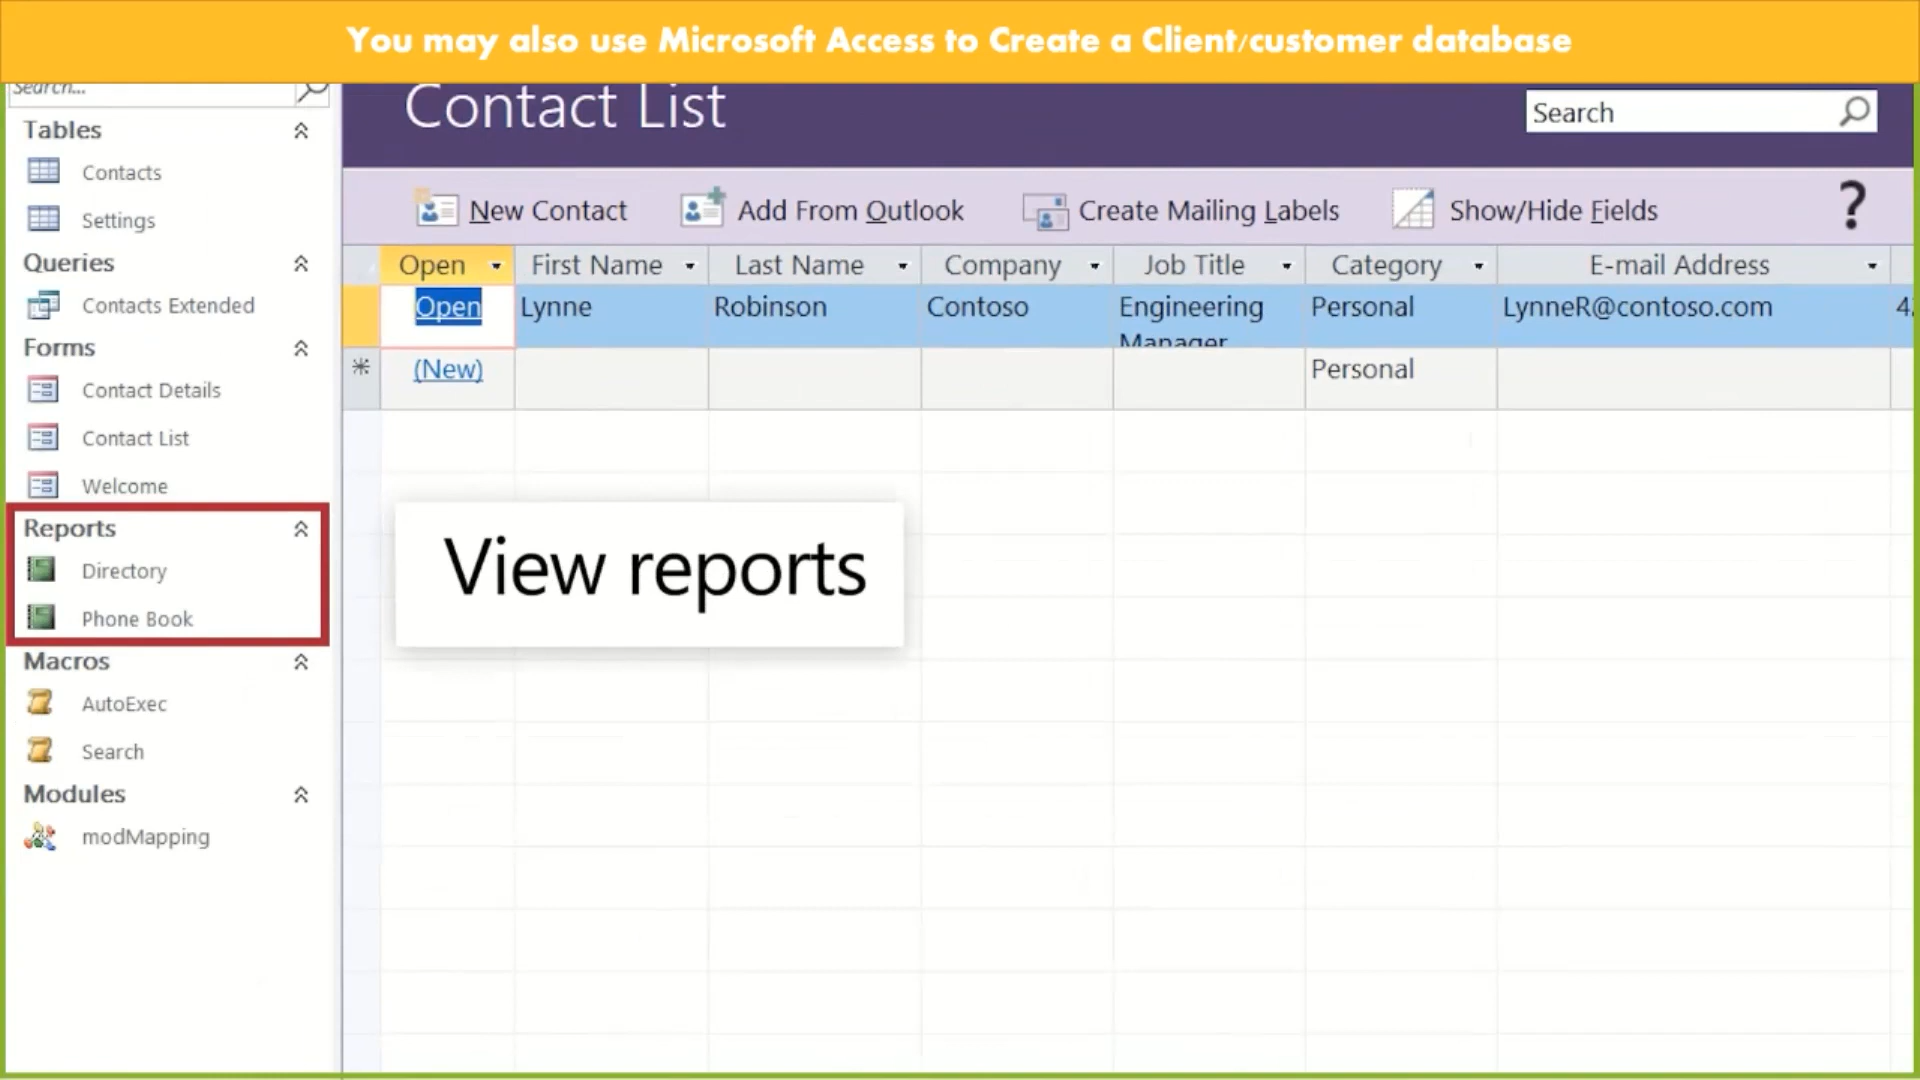 You may also use Microsoft Access to Create a Client/customer database
Search...
Tables
Contacts
Settings
Queries
Contacts Extended
Forms
Contact Details
Contact List
Welcome
Reports
Directory
Phone Book
Macros
AutoExec
Search
Modules
modMapping
Contact List
Search
New Contact Add From Outlook Create Mailing Labels Show/Hide Fields ?
Open First Name Last Name Company Job Title Category E-mail Address
Open Lynne Robinson Contoso Engineering Personal LynneR@contoso.com
Manager
(New) Personal
View reports